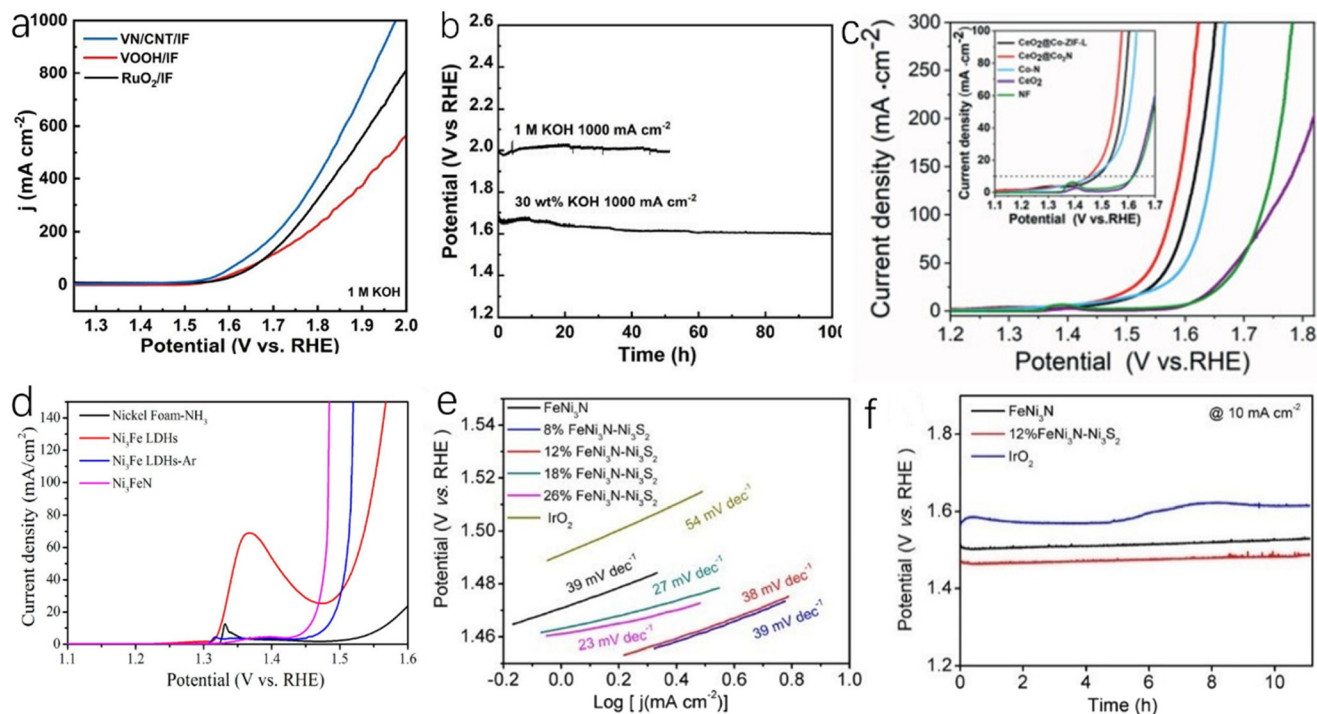 a
1000
800
600
400
200
0
j (mA cm⁻²)
VN/CNT/IF
VOOH/IF
RuO₂/IF
1 M KOH
1.3 1.4 1.5 1.6 1.7 1.8 1.9 2.0
Potential (V vs. RHE)
b
2.6
2.4
2.2
2.0
1.8
1.6
1.4
1.2
Potential (V vs RHE)
1 M KOH 1000 mA cm⁻²
30 wt% KOH 1000 mA cm⁻²
0 20 40 60 80 100
Time (h)
c
300
250
200
150
100
50
0
Current density (mA ·cm⁻²)
100
80
60
40
20
10
0
Current density (mA ·cm⁻²)
CeO₂@Co-ZIF-L
CeO₂@Co₅N
Co-N
CeO₂
NF
1.1 1.2 1.3 1.4 1.5 1.6 1.7
Potential (V vs.RHE)
1.2 1.3 1.4 1.5 1.6 1.7 1.8
Potential (V vs.RHE)
d
140
120
100
80
60
40
20
0
Current density (mA/cm²)
Nickel Foam-NH₃
Ni₃Fe LDHs
Ni₃Fe LDHs-Ar
Ni₃FeN
1.1 1.2 1.3 1.4 1.5 1.6
Potential (V vs. RHE)
e
1.54
1.52
1.50
1.48
1.46
Potential (V vs. RHE)
FeNi₃N
8% FeNi₃N-Ni₃S₂
12% FeNi₃N-Ni₃S₂
18% FeNi₃N-Ni₃S₂
26% FeNi₃N-Ni₃S₂
IrO₂
54 mV dec⁻¹
39 mV dec⁻¹
27 mV dec⁻¹
38 mV dec⁻¹
23 mV dec⁻¹
39 mV dec⁻¹
-0.2 0.0 0.2 0.4 0.6 0.8 1.0
Log [ j(mA cm⁻²)]
f
1.8
1.6
1.4
1.2
Potential (V vs. RHE )
FeNi₃N
12%FeNi₃N-Ni₃S₂
IrO₂
@ 10 mA cm⁻²
0 2 4 6 8 10
Time (h)